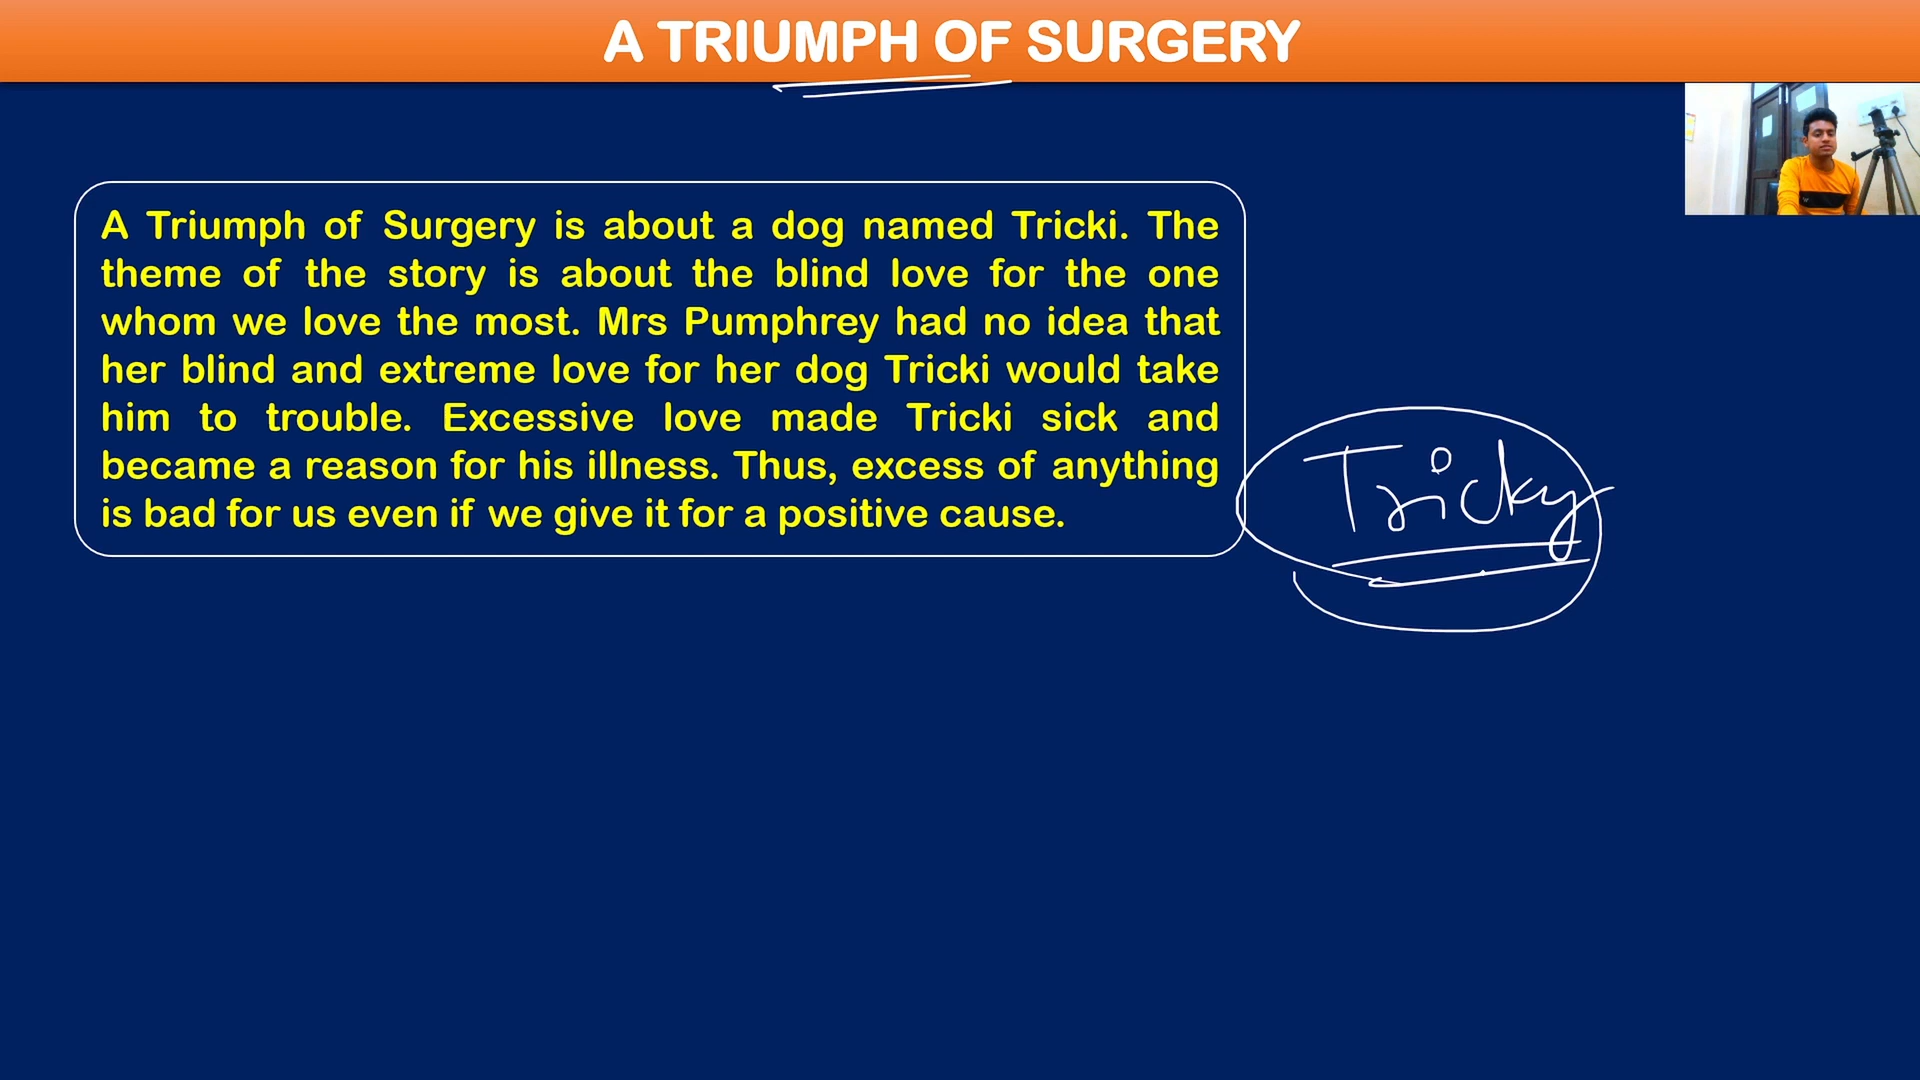 A TRIUMPH OF SURGERY
A Triumph of Surgery is about a dog named Tricki. The
theme of the story is about the blind love for the one
whom we love the most. Mrs Pumphrey had no idea that
her blind and extreme love for her dog Tricki would take
him to trouble. Excessive love made Tricki sick and
became a reason for his illness. Thus, excess of anything
is bad for us even if we give it for a positive cause.
Tricky